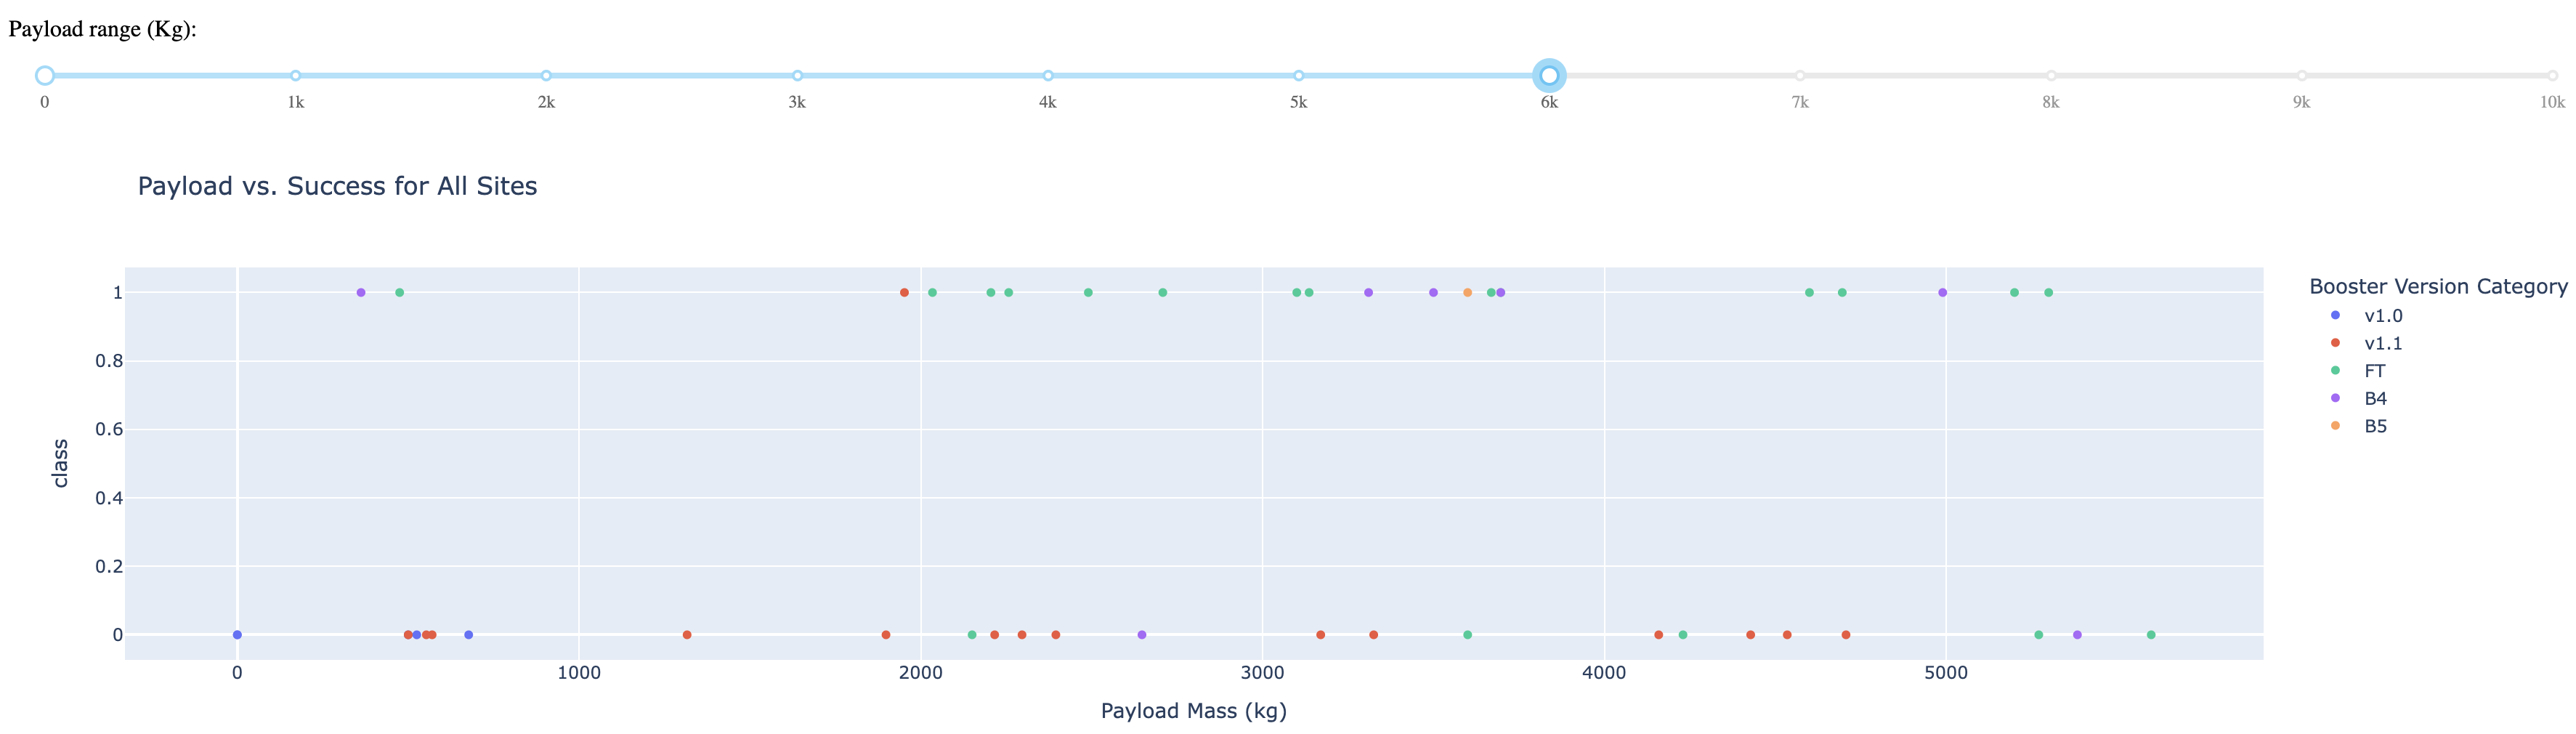 Payload range (Kg):
0 1k 2k 3k 4k 5k 6k 7k 8k 9k 10k
Payload vs. Success for All Sites
Booster Version Category
v1.0
v1.1
FT
B4
B5
1
0.8
0.6
0.4
0.2
0
class
0 1000 2000 3000 4000 5000
Payload Mass (kg)